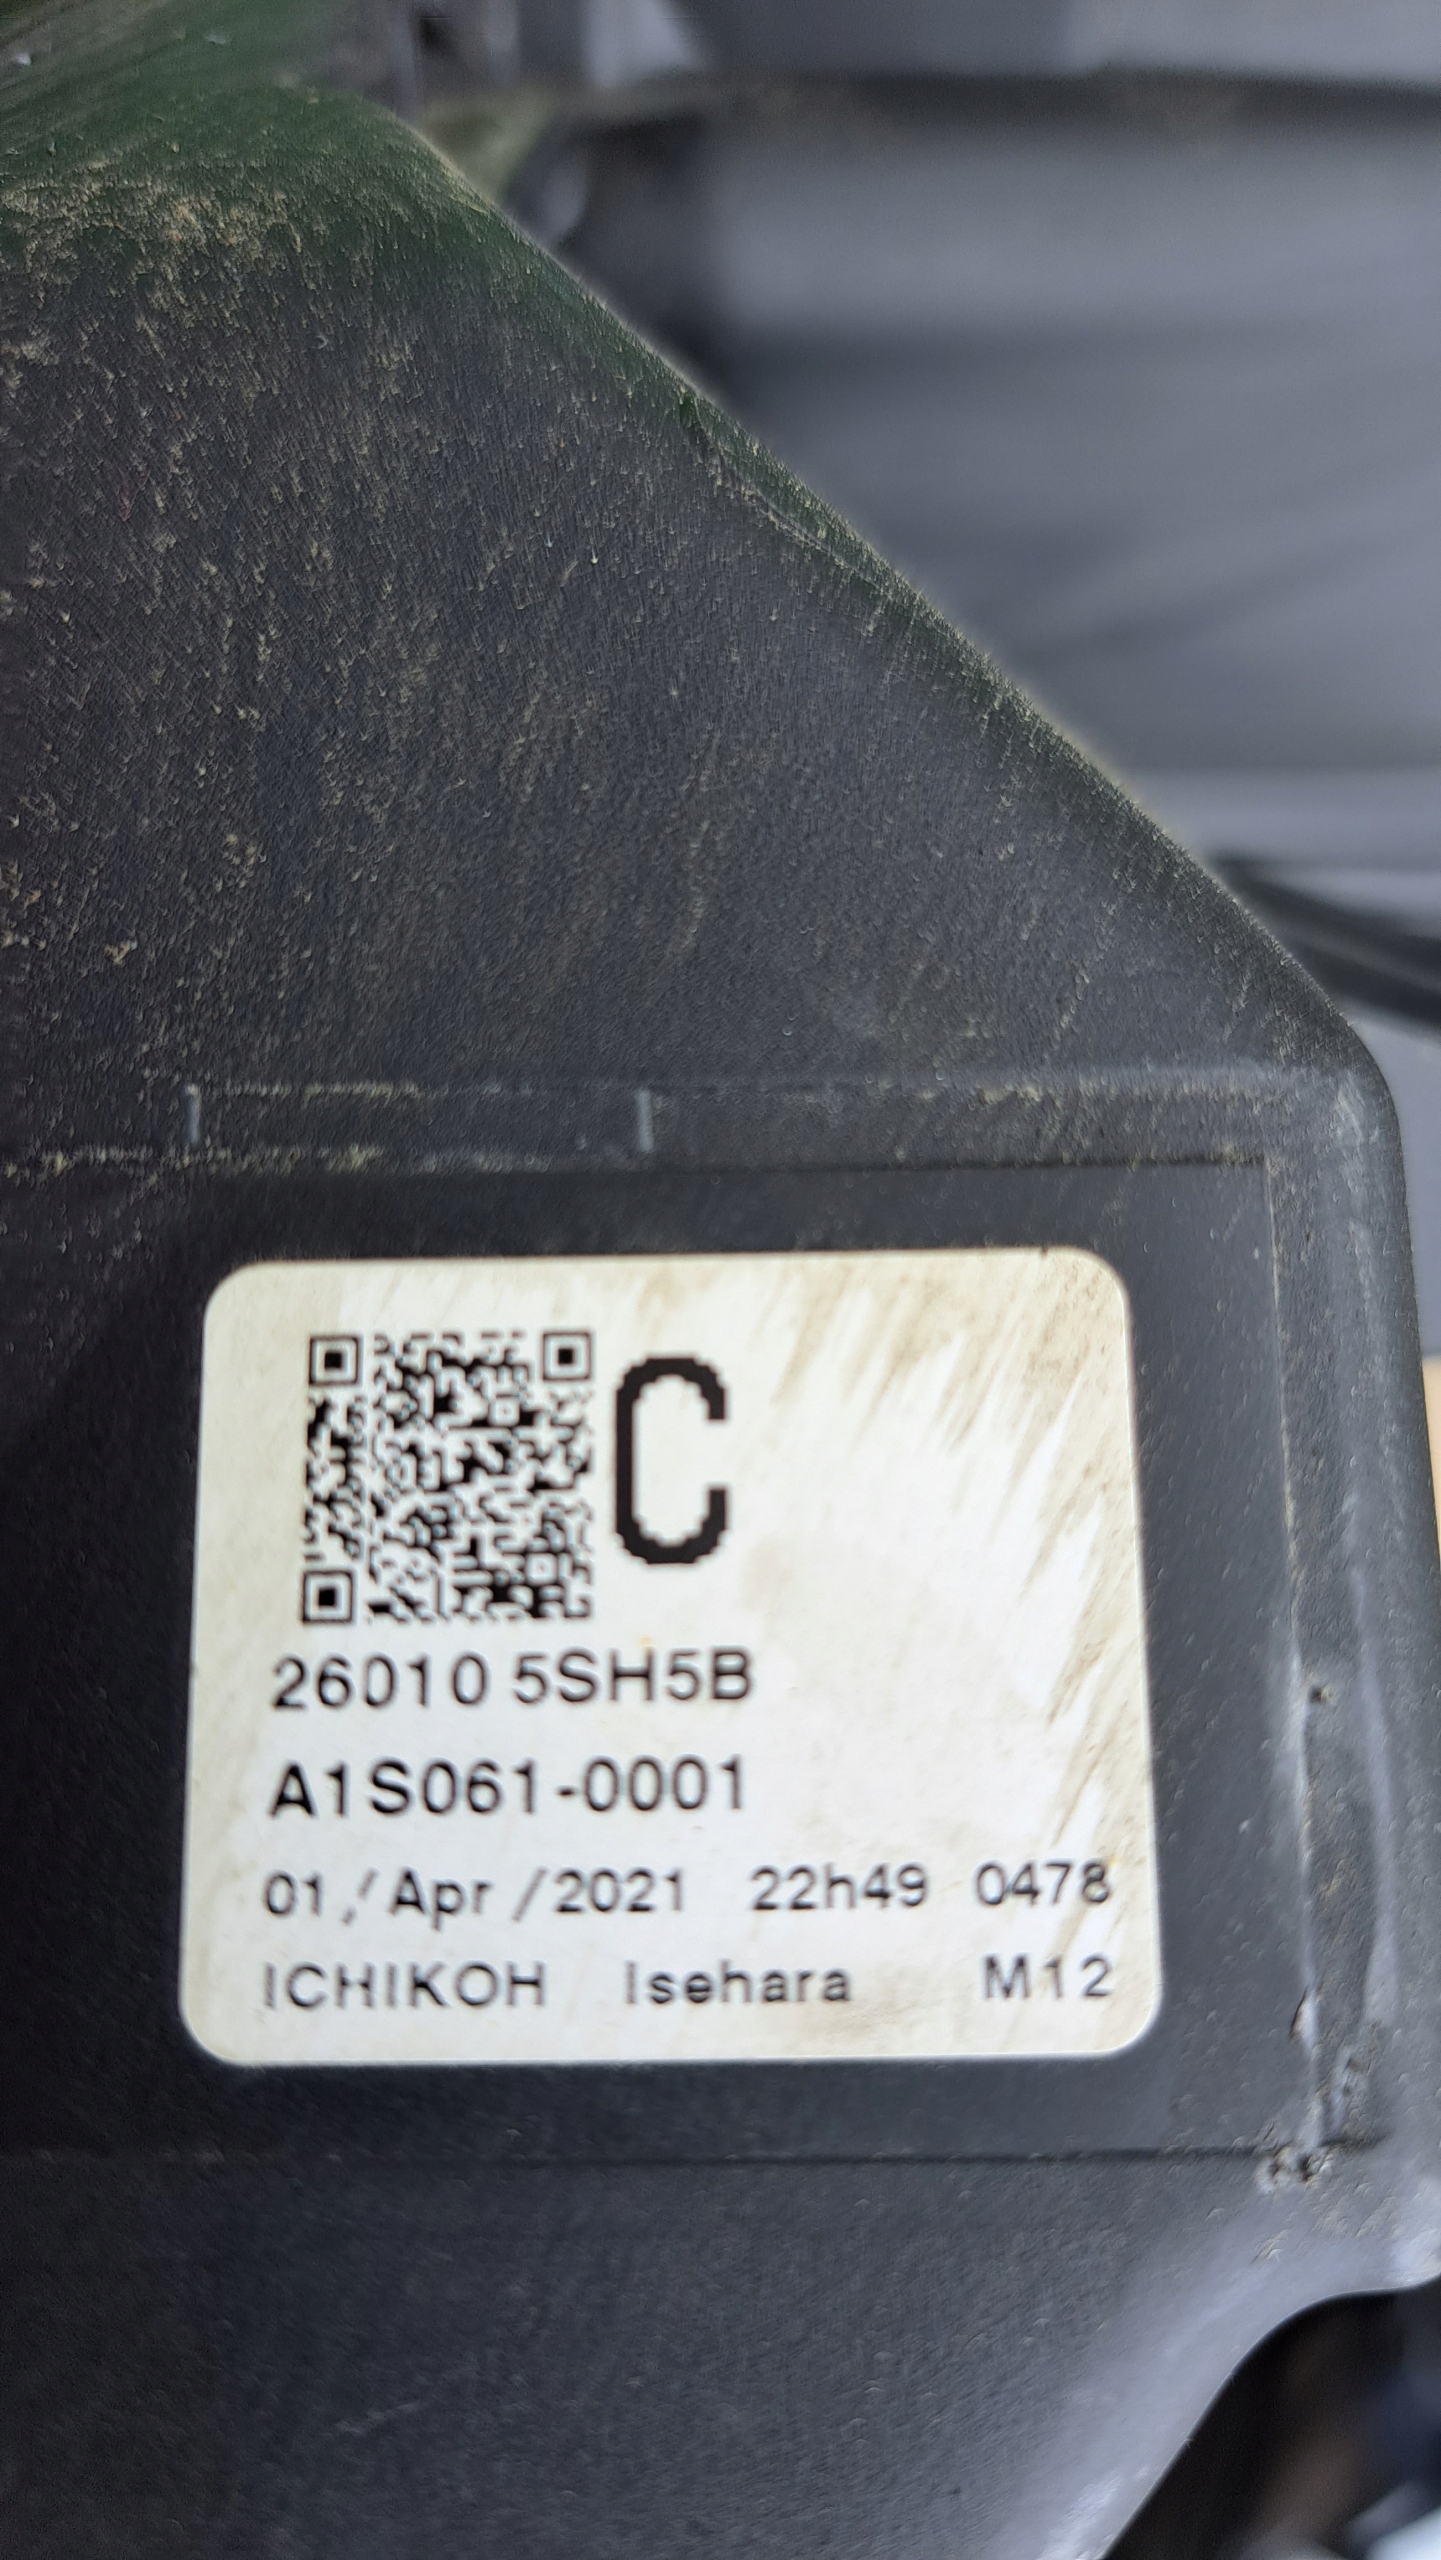 C
26010 5SH5B
A1S061-0001
01/Apr/2021 22h49 0478
ICHIKOH Isehara M12